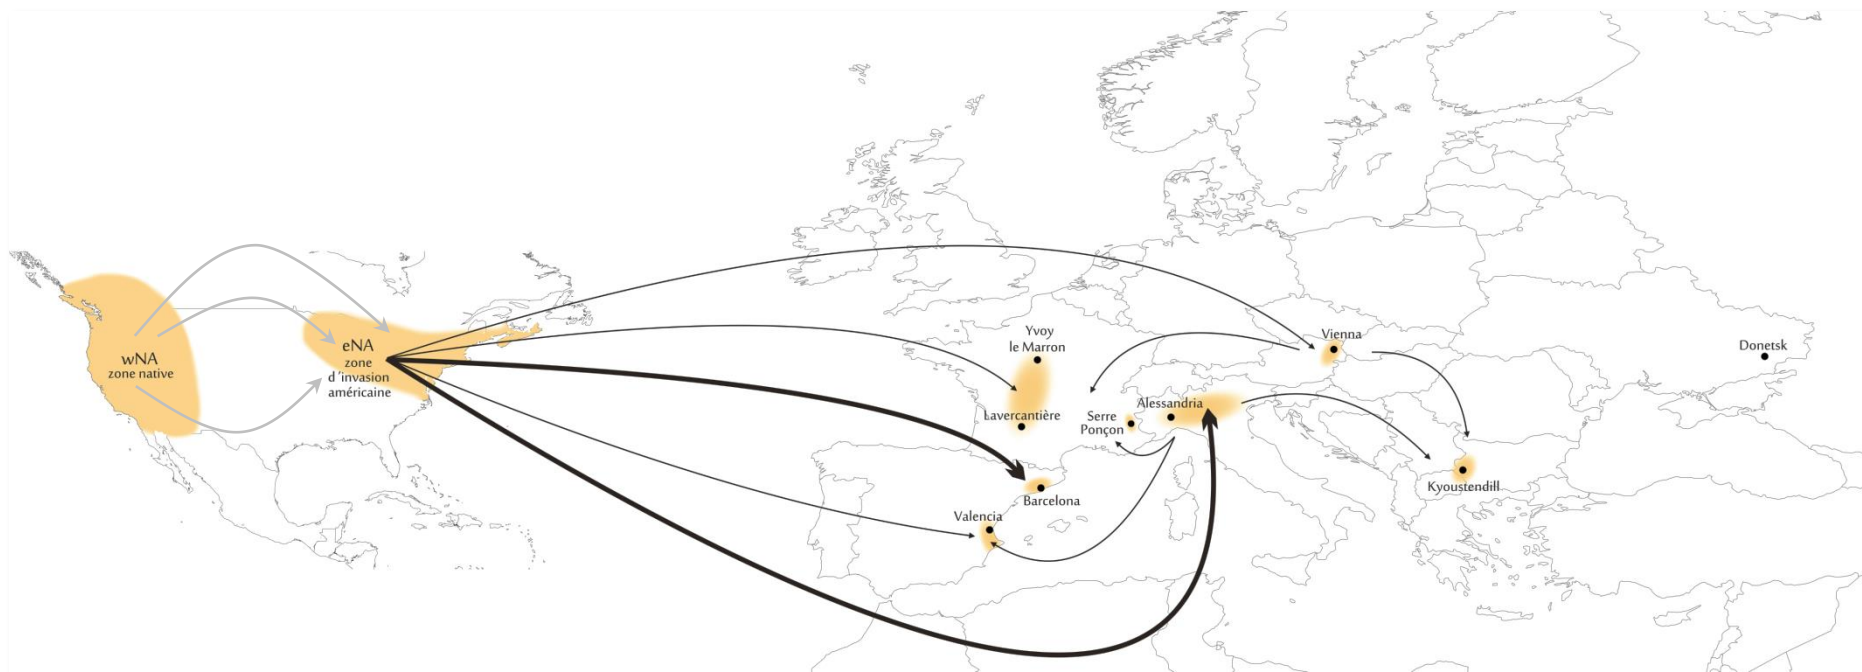 wNA
zone native
eNA
zone
d'invasion
américaine
Yvoy
le Marron
Lavercantière
Serre
Ponçon
Alessandria
Vienna
Donetsk
Kyoustendill
Barcelona
Valencia